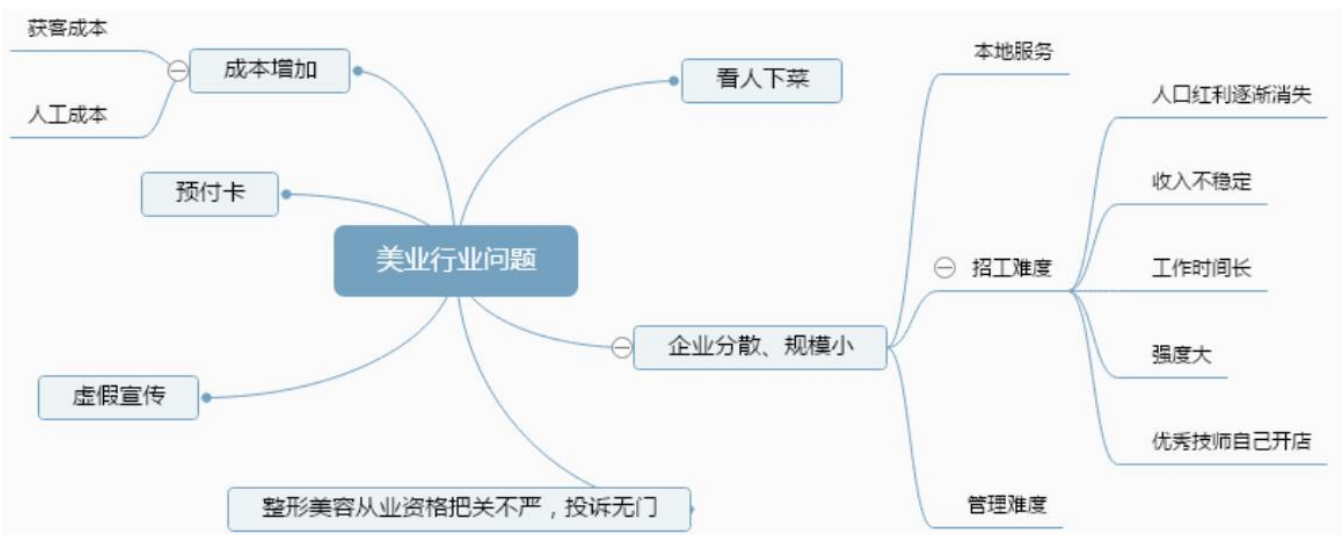 获客成本
人工成本
成本增加
预付卡
虚假宣传
美业行业问题
看人下菜
企业分散、规模小
整形美容从业资格把关不严，投诉无门
本地服务
招工难度
管理难度
人口红利逐渐消失
收入不稳定
工作时间长
强度大
优秀技师自己开店